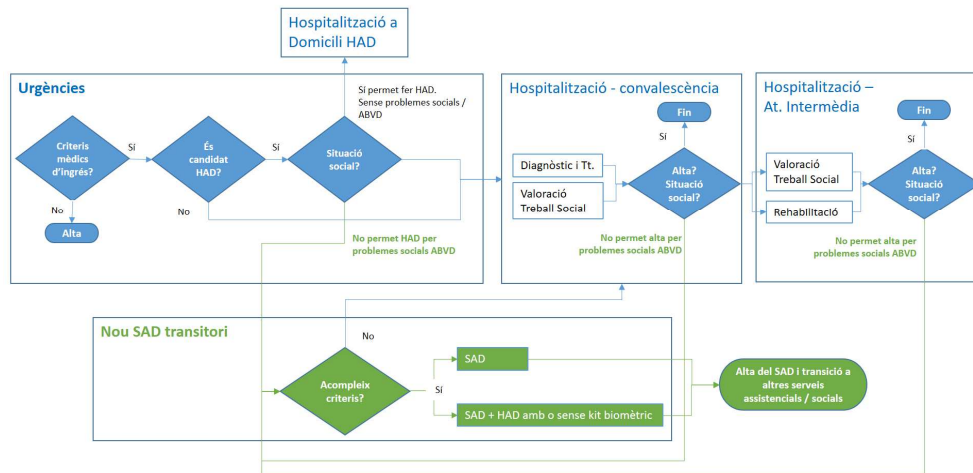 Hospitalització a
Domicili HAD
Urgències
Sí permet fer HAD.
Sense problemes socials /
ABVD
Criteris
mèdics
d'ingrés?
Sí
És
candidat
HAD?
Sí
Situació
social?
No
Alta
No
No permet HAD per
problemes socials ABVD
Hospitalització - convalescència
Fin
Sí
Diagnòstic i Tt.
Valoració
Treball Social
Alta?
Situació
social?
No permet alta per
problemes socials ABVD
Hospitalització –
At. Intermèdia
Fin
Sí
Valoració
Treball Social
Rehabilitació
Alta?
Situació
social?
No permet alta per
problemes socials ABVD
Nou SAD transitori
No
Acompleix
criteris?
Sí
SAD
SAD + HAD amb o sense kit biomètric
Alta del SAD i transició a
altres serveis
assistencials / socials